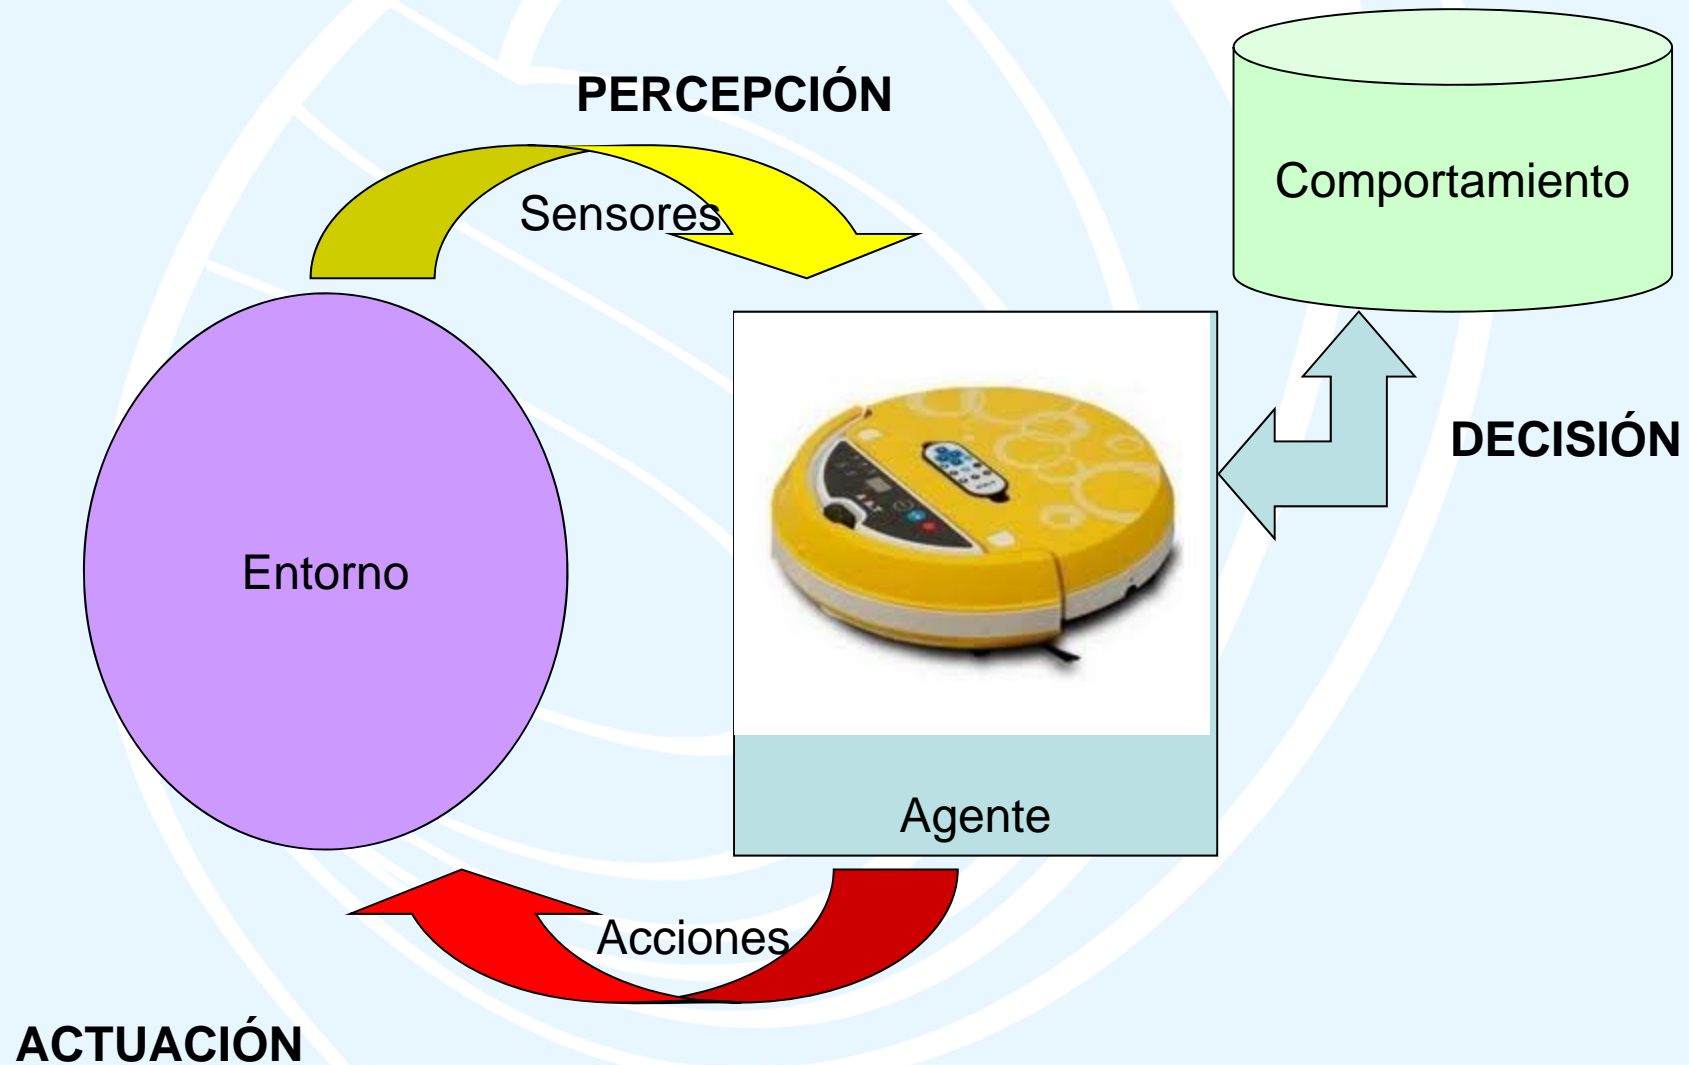 PERCEPCIÓN
Comportamiento
Sensores
DECISIÓN
Entorno
Agente
Acciones
ACTUACIÓN